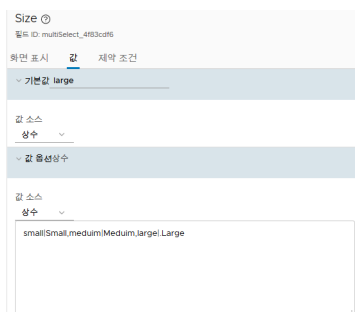 Size
필드 ID: multiSelect_4f83cdf6
화면 표시 값 제약 조건
기본값 large
값 소스
상수
값 옵션상수
값 소스
상수
small|Small,meduim|Meduim,large|.Large